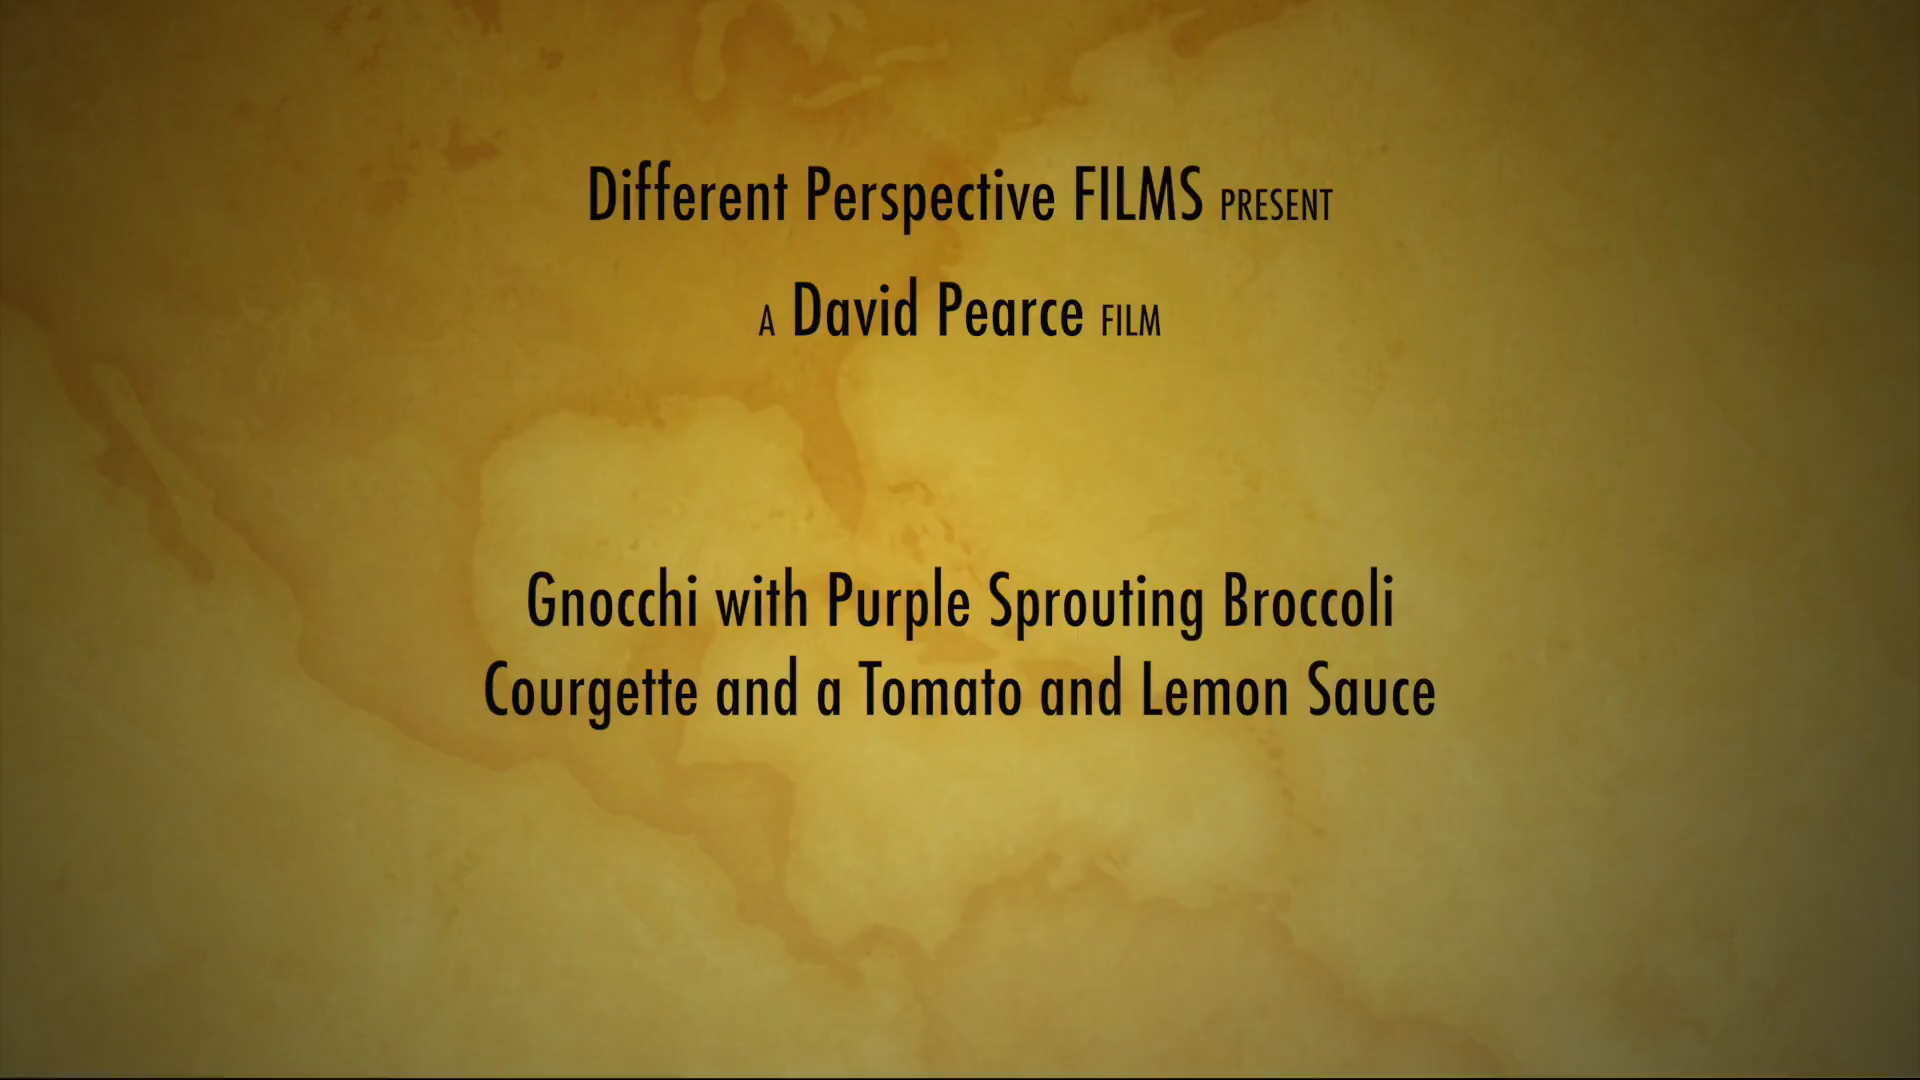 Different Perspective FILMS PRESENT
A David Pearce FILM
Gnocchi with Purple Sprouting Broccoli
Courgette and a Tomato and Lemon Sauce